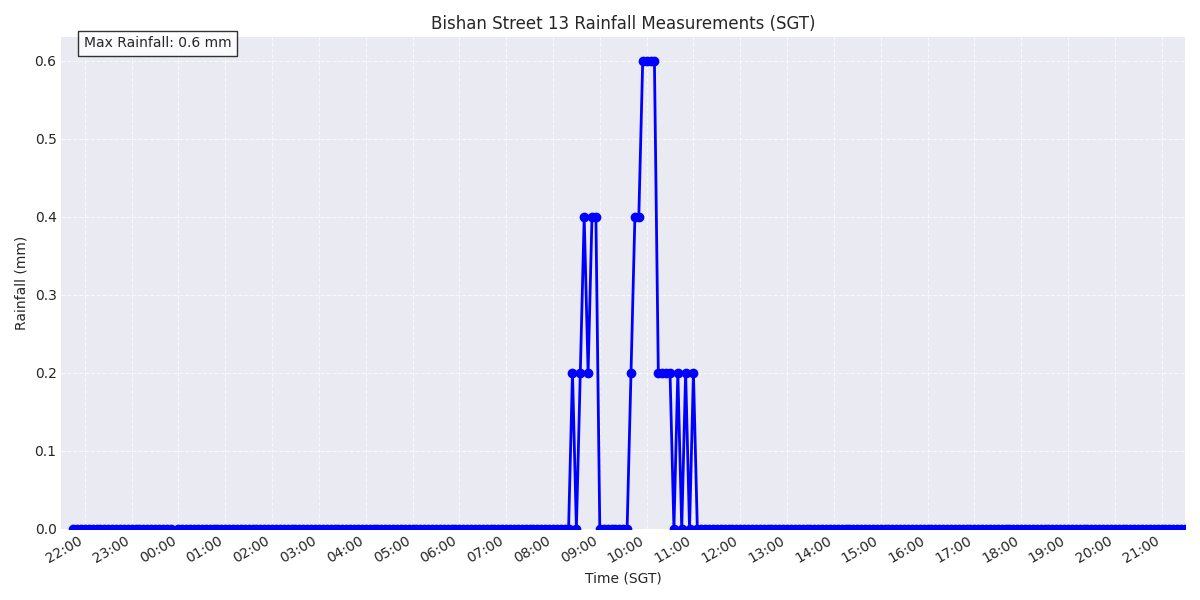 Bishan Street 13 Rainfall Measurements (SGT)
Max Rainfall: 0.6 mm
0.6
0.5
0.4
0.3
0.2
0.1
0.0
Rainfall (mm)
22:00 23:00 00:00 01:00 02:00 03:00 04:00 05:00 06:00 07:00 08:00 09:00 10:00 11:00 12:00 13:00 14:00 15:00 16:00 17:00 18:00 19:00 20:00 21:00
Time (SGT)